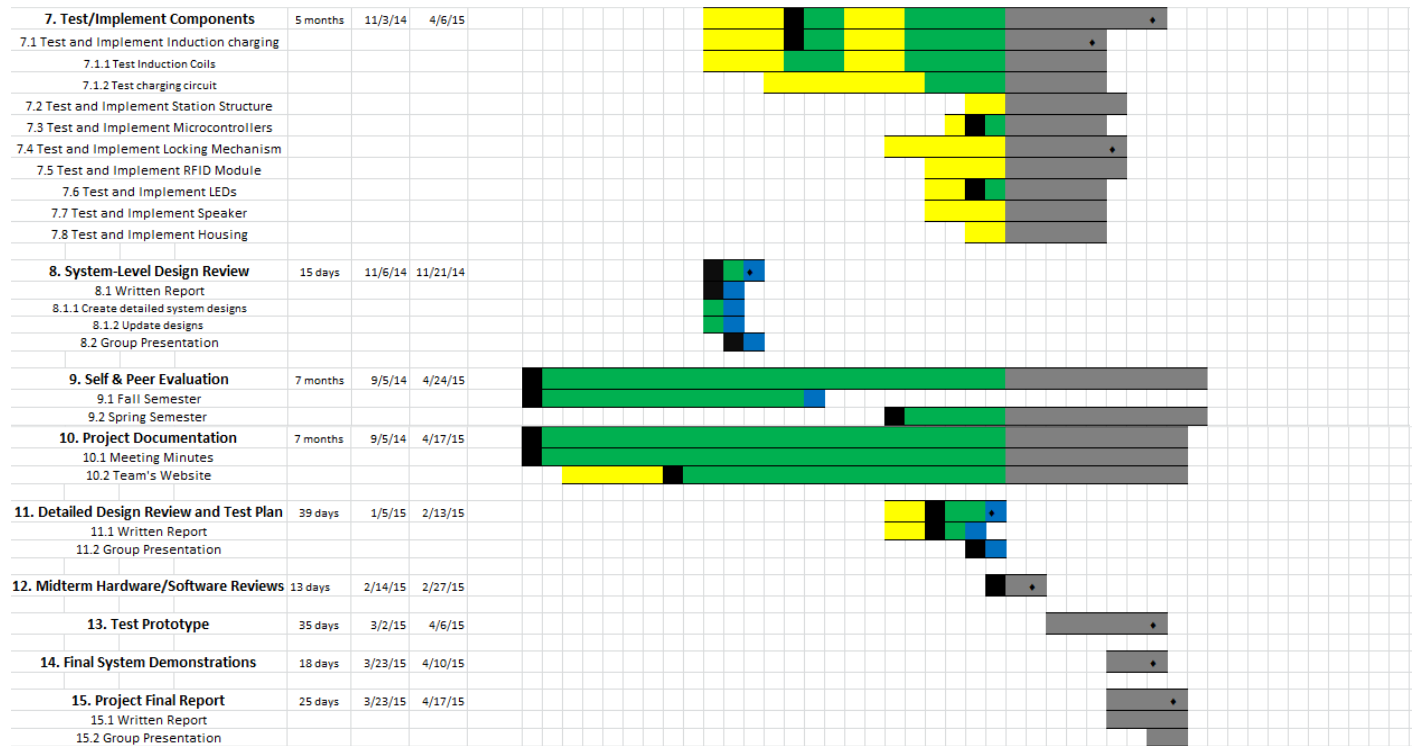 7. Test/Implement Components 5 months 11/3/14 4/6/15
7.1 Test and Implement Induction charging
7.1.1 Test Induction Coils
7.1.2 Test charging circuit
7.2 Test and Implement Station Structure
7.3 Test and Implement Microcontrollers
7.4 Test and Implement Locking Mechanism
7.5 Test and Implement RFID Module
7.6 Test and Implement LEDs
7.7 Test and Implement Speaker
7.8 Test and Implement Housing
8. System-Level Design Review 15 days 11/6/14 11/21/14
8.1 Written Report
8.1.1 Create detailed system designs
8.1.2 Update designs
8.2 Group Presentation
9. Self & Peer Evaluation 7 months 9/5/14 4/24/15
9.1 Fall Semester
9.2 Spring Semester
10. Project Documentation 7 months 9/5/14 4/17/15
10.1 Meeting Minutes
10.2 Team's Website
11. Detailed Design Review and Test Plan 39 days 1/5/15 2/13/15
11.1 Written Report
11.2 Group Presentation
12. Midterm Hardware/Software Reviews 13 days 2/14/15 2/27/15
13. Test Prototype 35 days 3/2/15 4/6/15
14. Final System Demonstrations 18 days 3/23/15 4/10/15
15. Project Final Report 25 days 3/23/15 4/17/15
15.1 Written Report
15.2 Group Presentation